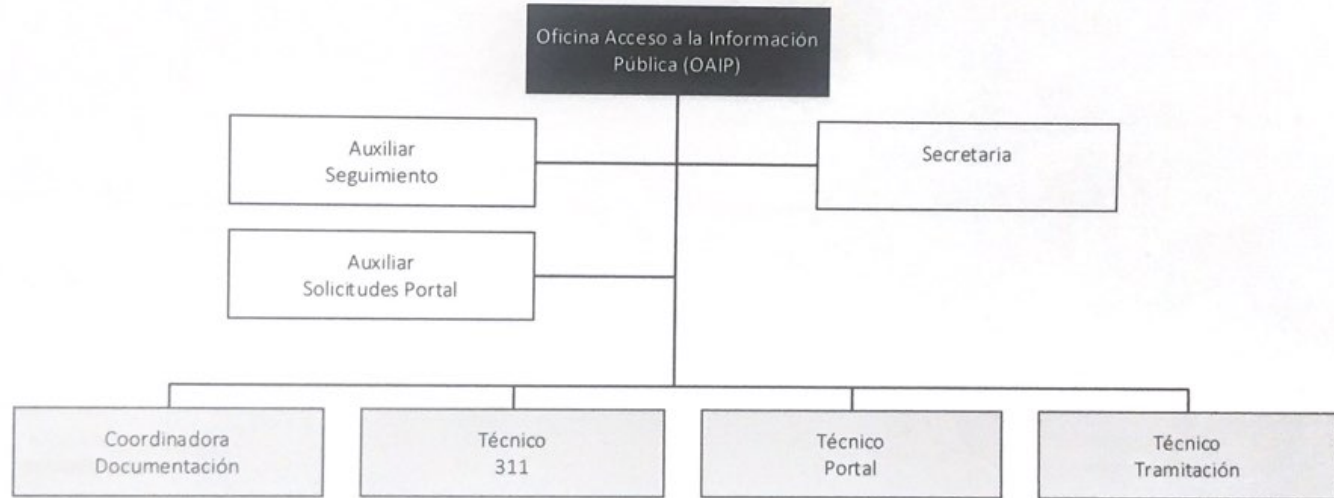 Oficina Acceso a la Información
Pública (OAIP)
Auxiliar
Seguimiento
Secretaria
Auxiliar
Solicitudes Portal
Coordinadora
Documentación
Técnico
311
Técnico
Portal
Técnico
Tramitación